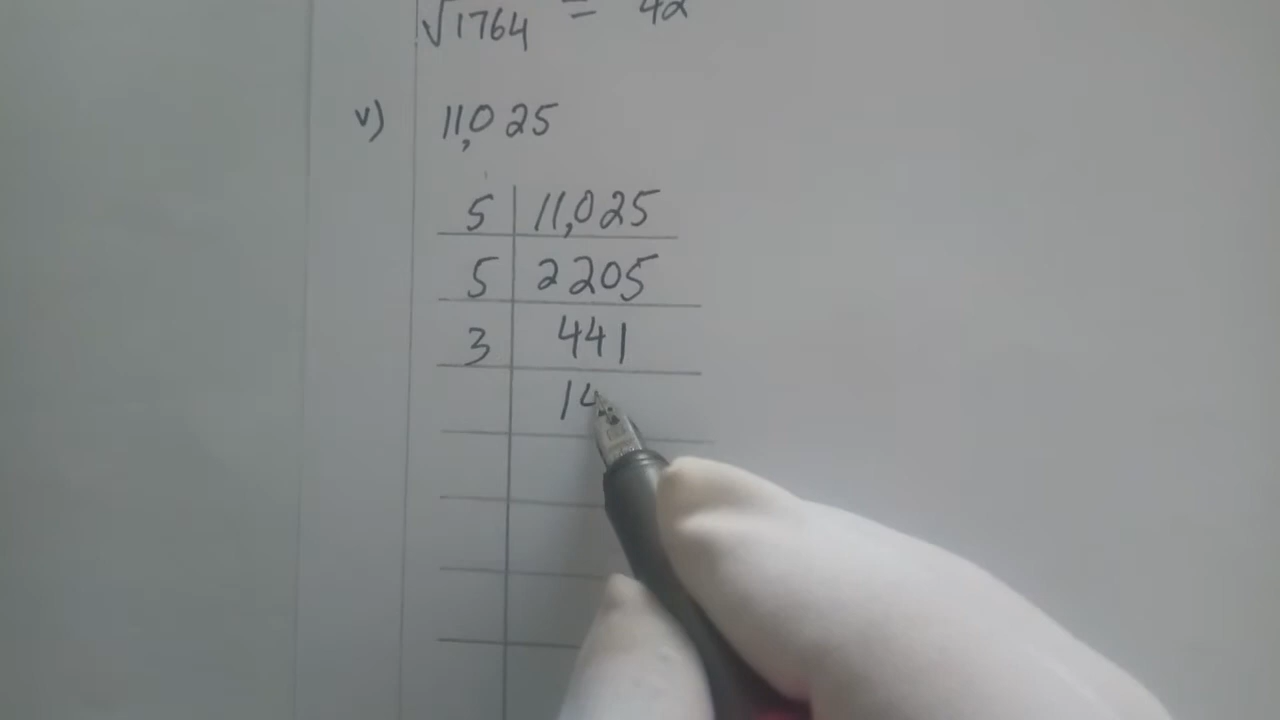 √1764 = 42
v) 11,025
5 | 11,025
5 | 2205
3 | 441
14